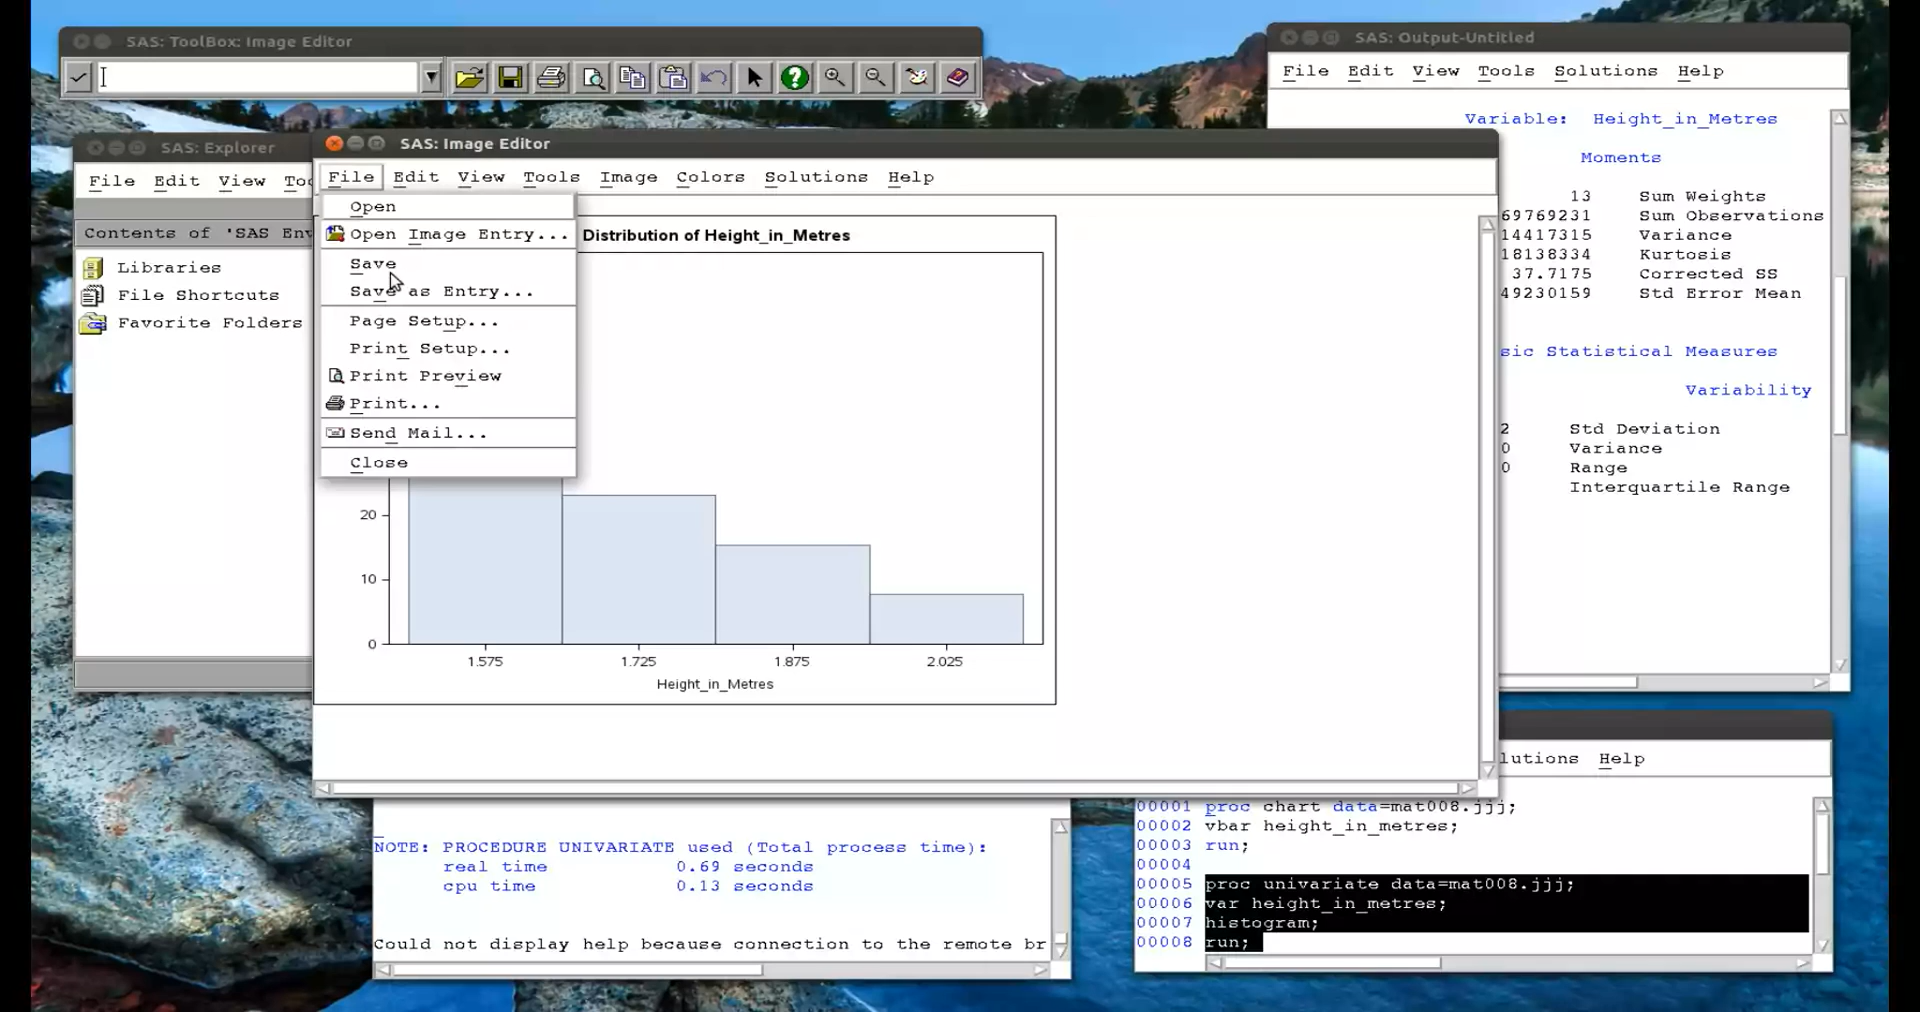 SAS: ToolBox: Image Editor
SAS: Explorer
File Edit View
Contents of 'SAS
Libraries
File Shortcuts
Favorite Folders
SAS: Image Editor
File Edit View Tools Image Colors Solutions Help
Open
Open Image Entry...
Save
Save as Entry...
Page Setup...
Print Setup...
Print Preview
Print...
Send Mail...
Close
Distribution of Height_in_Metres
20
10
0
1.575 1.725 1.875 2.025
Height_in_Metres
SAS: Output-Untitled
File Edit View Tools Solutions Help
Variable: Height_in_Metres
Moments
13 Sum Weights
69769231 Sum Observations
14417315 Variance
18138334 Kurtosis
37.7175 Corrected SS
49230159 Std Error Mean
sic Statistical Measures
Variability
2 Std Deviation
0 Variance
0 Range
Interquartile Range
NOTE: PROCEDURE UNIVARIATE used (Total process time):
real time 0.69 seconds
cpu time 0.13 seconds
Could not display help because connection to the remote br
lutions Help
00001 proc chart data=mat008.jjj;
00002 vbar height_in_metres;
00003 run;
00004
00005 proc univariate data=mat008.jjj;
00006 var height_in_metres;
00007 histogram;
00008 run;